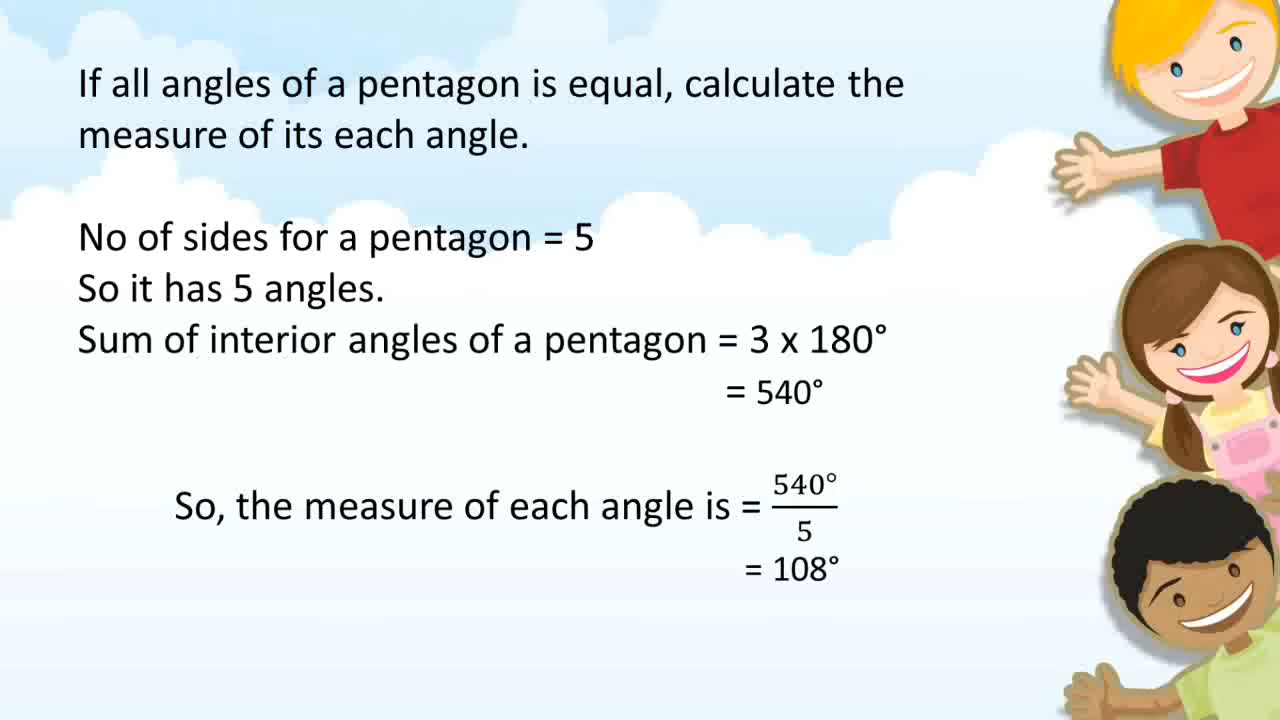 If all angles of a pentagon is equal, calculate the
measure of its each angle.
No of sides for a pentagon = 5
So it has 5 angles.
Sum of interior angles of a pentagon = 3 x 180°
= 540°
So, the measure of each angle is = 540°/5
= 108°